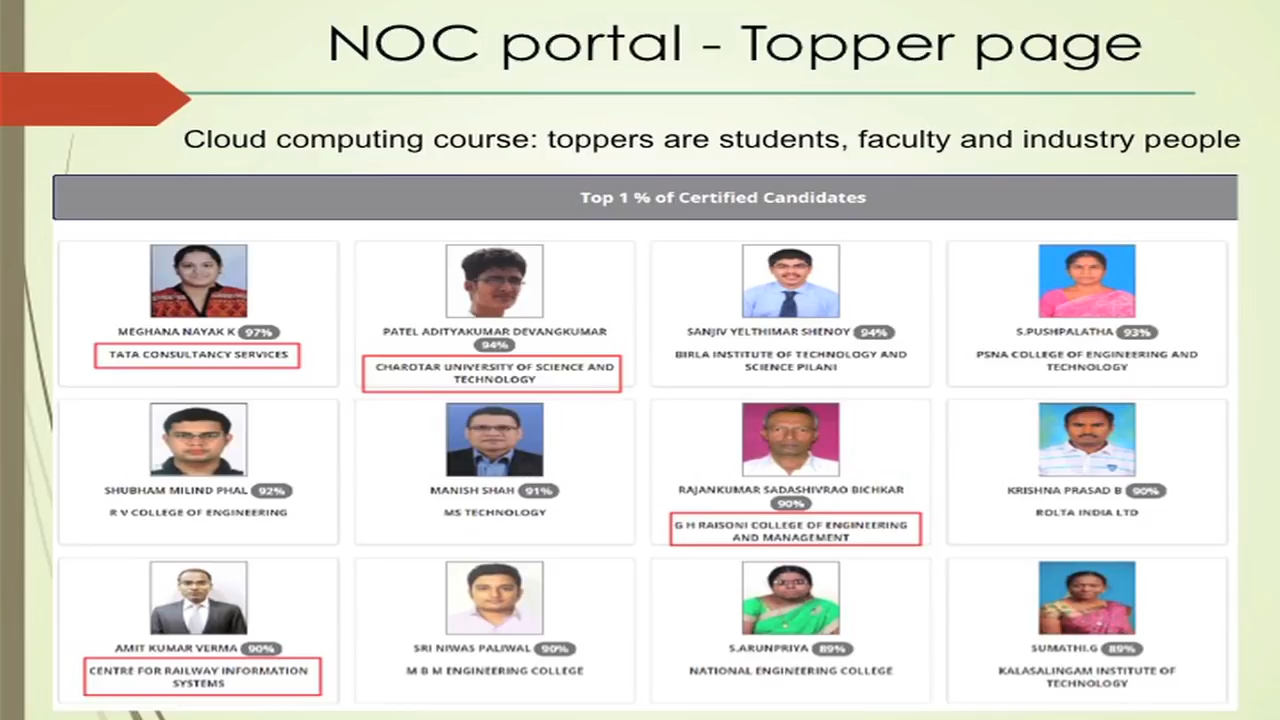 NOC portal - Topper page
Cloud computing course: toppers are students, faculty and industry people
Top 1 % of Certified Candidates
MEGHANA NAYAK K 97%
TATA CONSULTANCY SERVICES
PATEL ADITYAKUMAR DEVANGKUMAR
94%
CHAROTAR UNIVERSITY OF SCIENCE AND
TECHNOLOGY
SANJIV YELTHIMAR SHENOY 94%
BIRLA INSTITUTE OF TECHNOLOGY AND
SCIENCE PILANI
S.PUSHPALATHA 93%
PSNA COLLEGE OF ENGINEERING AND
TECHNOLOGY
SHUBHAM MILIND PHAL 92%
R V COLLEGE OF ENGINEERING
MANISH SHAH 91%
MS TECHNOLOGY
RAJANKUMAR SADASHIVRAO BICHKAR
90%
G H RAISONI COLLEGE OF ENGINEERING
AND MANAGEMENT
KRISHNA PRASAD B 90%
ROLTA INDIA LTD
AMIT KUMAR VERMA 90%
CENTRE FOR RAILWAY INFORMATION
SYSTEMS
SRI NIWAS PALIWAL 90%
M B M ENGINEERING COLLEGE
S.ARUNPRIYA 89%
NATIONAL ENGINEERING COLLEGE
SUMATHI.G 89%
KALASALINGAM INSTITUTE OF
TECHNOLOGY